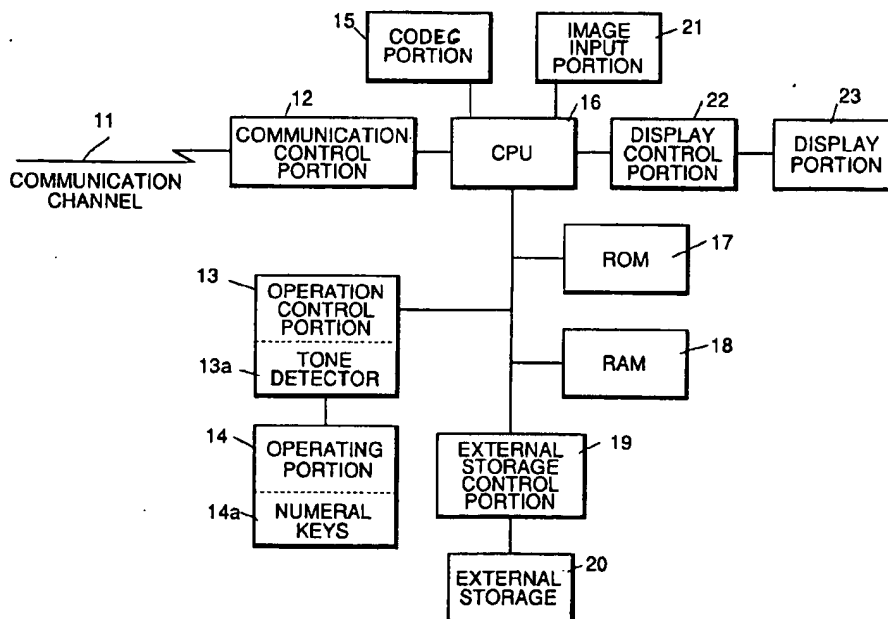 15
CODEC
PORTION
IMAGE
INPUT
PORTION
21
11
COMMUNICATION
CHANNEL
12
COMMUNICATION
CONTROL
PORTION
16
CPU
22
DISPLAY
CONTROL
PORTION
23
DISPLAY
PORTION
ROM
17
RAM
18
13
OPERATION
CONTROL
PORTION
13a
TONE
DETECTOR
14
OPERATING
PORTION
14a
NUMERAL
KEYS
EXTERNAL
STORAGE
CONTROL
PORTION
19
EXTERNAL
STORAGE
20